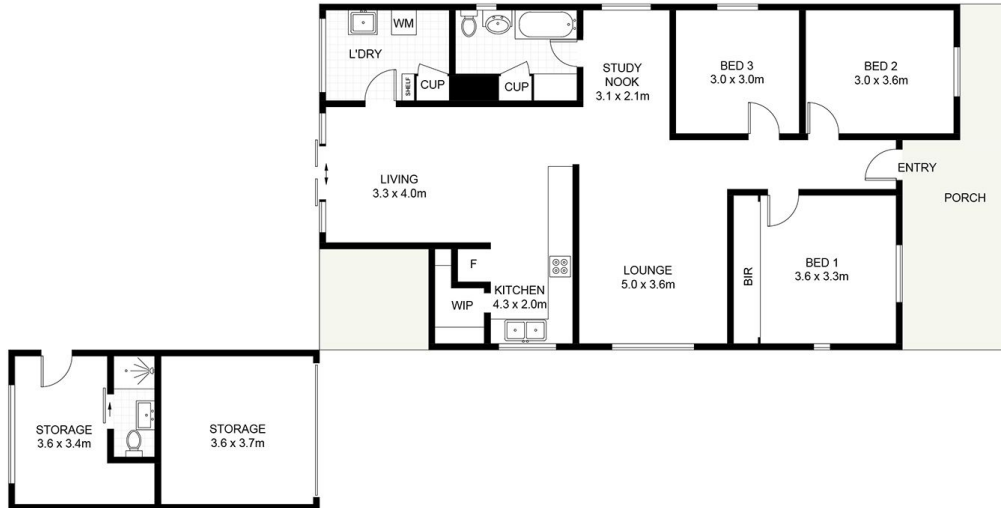 WM
L'DRY
SHELF
CUP
CUP
STUDY
NOOK
3.1 x 2.1m
BED 3
3.0 x 3.0m
BED 2
3.0 x 3.6m
ENTRY
PORCH
LIVING
3.3 x 4.0m
F
WIP
KITCHEN
4.3 x 2.0m
LOUNGE
5.0 x 3.6m
BIR
BED 1
3.6 x 3.3m
STORAGE
3.6 x 3.4m
STORAGE
3.6 x 3.7m